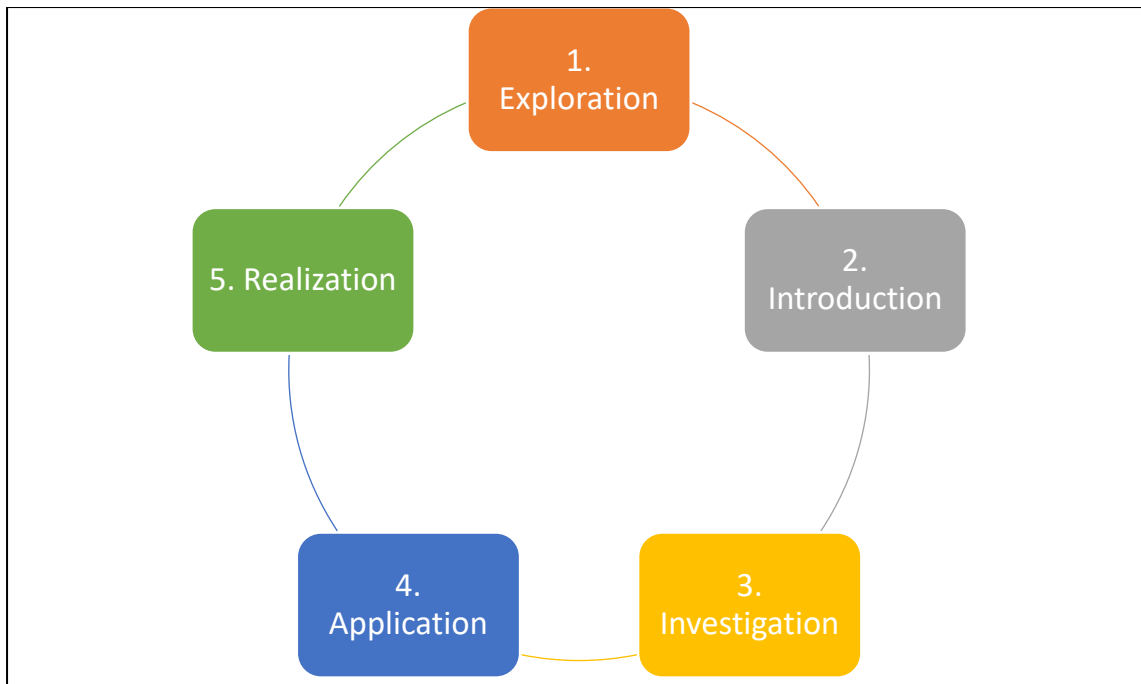 1.
Exploration
2.
Introduction
3.
Investigation
4.
Application
5. Realization